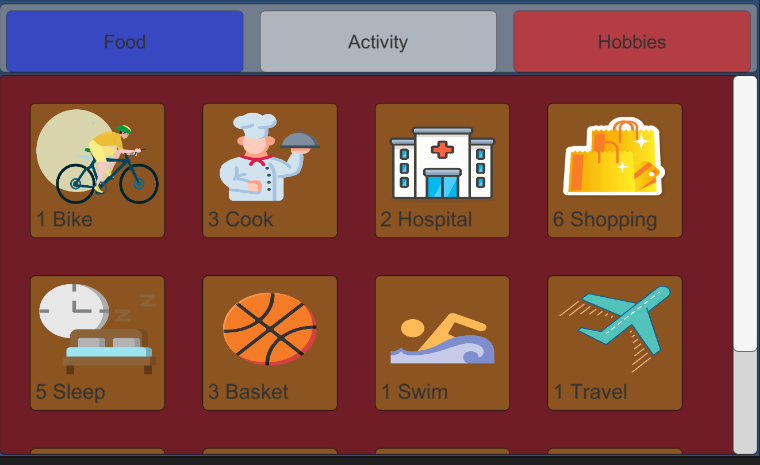 Food
Activity
Hobbies
1 Bike
3 Cook
2 Hospital
6 Shopping
Z
Z
5 Sleep
3 Basket
1 Swim
1 Travel